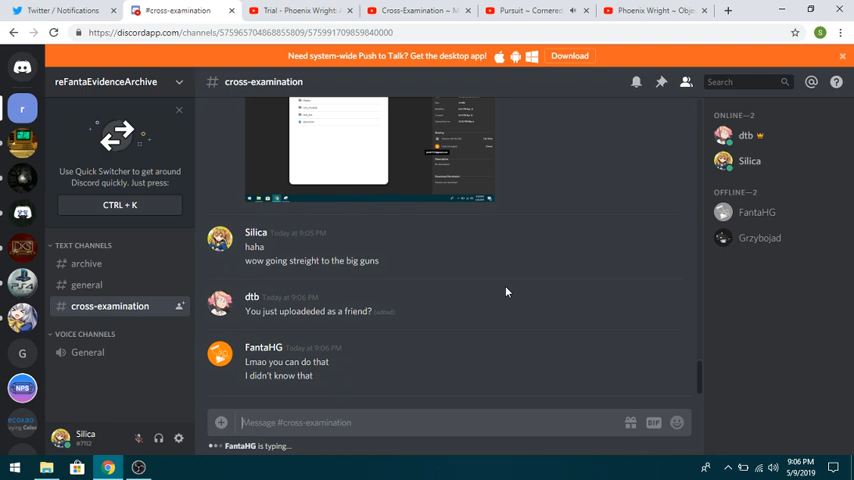 Twitter / Notifications
#cross-examination
Trial - Phoenix Wright:
Cross-Examination ~
Pursuit ~ Cornered
Phoenix Wright ~ Obje
https://discordapp.com/channels/575965704868855809/575991709859840000
Need system-wide Push to Talk? Get the desktop app!
Download
reFantaEvidenceArchive
# cross-examination
Search
Use Quick Switcher to get around
Discord quickly. Just press:
CTRL + K
TEXT CHANNELS
# archive
# general
# cross-examination
VOICE CHANNELS
General
Silica
#7112
Silica Today at 9:05 PM
haha
wow going streight to the big guns
dtb Today at 9:06 PM
You just uploadeded as a friend? (edited)
FantaHG Today at 9:06 PM
Lmao you can do that
I didn't know that
Message #cross-examination
GIF
FantaHG is typing...
ONLINE—2
dtb
Silica
OFFLINE—2
FantaHG
Grzybojad
r
G
NPS
S
9:06 PM
5/9/2019